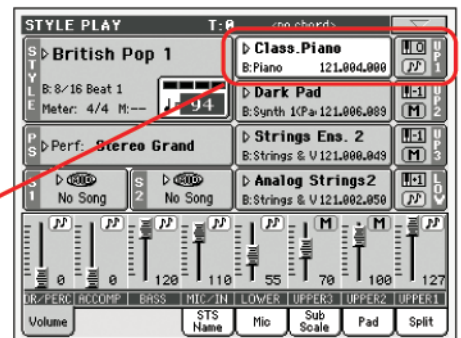 STYLE PLAY T:0 <no chord>
STYLE
British Pop 1
B: 8/16 Beat 1
Meter: 4/4 M:-- 94
Class.Piano
B:Piano 121.004.000
UP1
Dark Pad
B:Synth 1(Pa 121.006.089
UP2
PS
Perf: Stereo Grand
Strings Ens. 2
B:Strings & V 121.000.049
UP3
S1 No Song
S2 No Song
Analog Strings2
B:Strings & V 121.002.050
LOW
0 0 120 110 55 70 100 127
DR/PERC ACCOMP BASS MIC/IN LOWER UPPER3 UPPER2 UPPER1
Volume STS Name Mic Sub Scale Pad Split